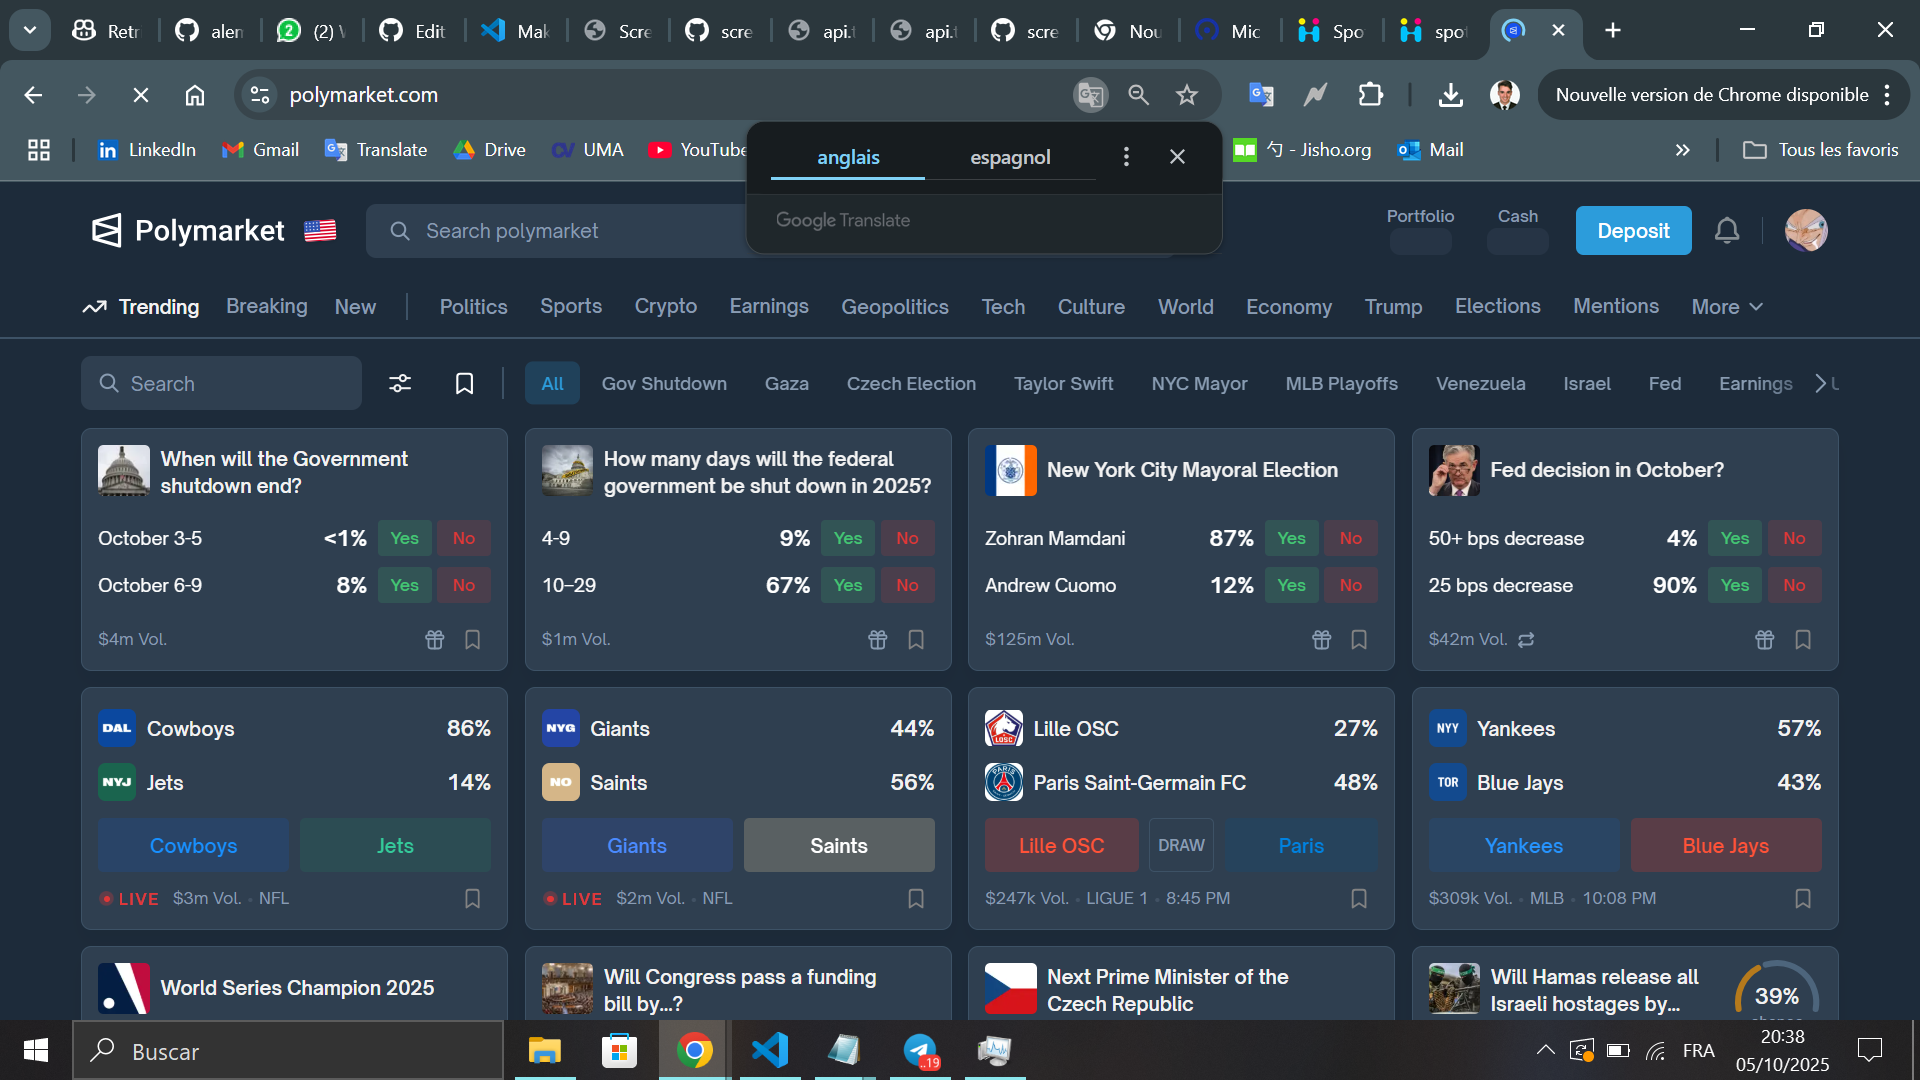 Retri
alen
(2) W
Edit
Mak
Scre
scre
api.t
api.t
scre
Nou
Mic
Spo
spot
polymarket.com
Nouvelle version de Chrome disponible
LinkedIn
Gmail
Translate
Drive
UMA
YouTube
勺 - Jisho.org
Mail
Tous les favoris
anglais
espagnol
Google Translate
Polymarket
Search polymarket
Portfolio
Cash
Deposit
Trending
Breaking
New
Politics
Sports
Crypto
Earnings
Geopolitics
Tech
Culture
World
Economy
Trump
Elections
Mentions
More
Search
All
Gov Shutdown
Gaza
Czech Election
Taylor Swift
NYC Mayor
MLB Playoffs
Venezuela
Israel
Fed
Earnings
When will the Government
shutdown end?
October 3-5 <1% Yes No
October 6-9 8% Yes No
$4m Vol.
How many days will the federal
government be shut down in 2025?
4-9 9% Yes No
10–29 67% Yes No
$1m Vol.
New York City Mayoral Election
Zohran Mamdani 87% Yes No
Andrew Cuomo 12% Yes No
$125m Vol.
Fed decision in October?
50+ bps decrease 4% Yes No
25 bps decrease 90% Yes No
$42m Vol.
DAL Cowboys 86%
NYJ Jets 14%
Cowboys Jets
LIVE $3m Vol. • NFL
NYG Giants 44%
NO Saints 56%
Giants Saints
LIVE $2m Vol. • NFL
LOSC Lille OSC 27%
PARIS Paris Saint-Germain FC 48%
Lille OSC DRAW Paris
$247k Vol. • LIGUE 1 • 8:45 PM
NYY Yankees 57%
TOR Blue Jays 43%
Yankees Blue Jays
$309k Vol. • MLB • 10:08 PM
World Series Champion 2025
Will Congress pass a funding
bill by...?
Next Prime Minister of the
Czech Republic
Will Hamas release all
Israeli hostages by...
39%
chance
Buscar
..19
FRA
20:38
05/10/2025